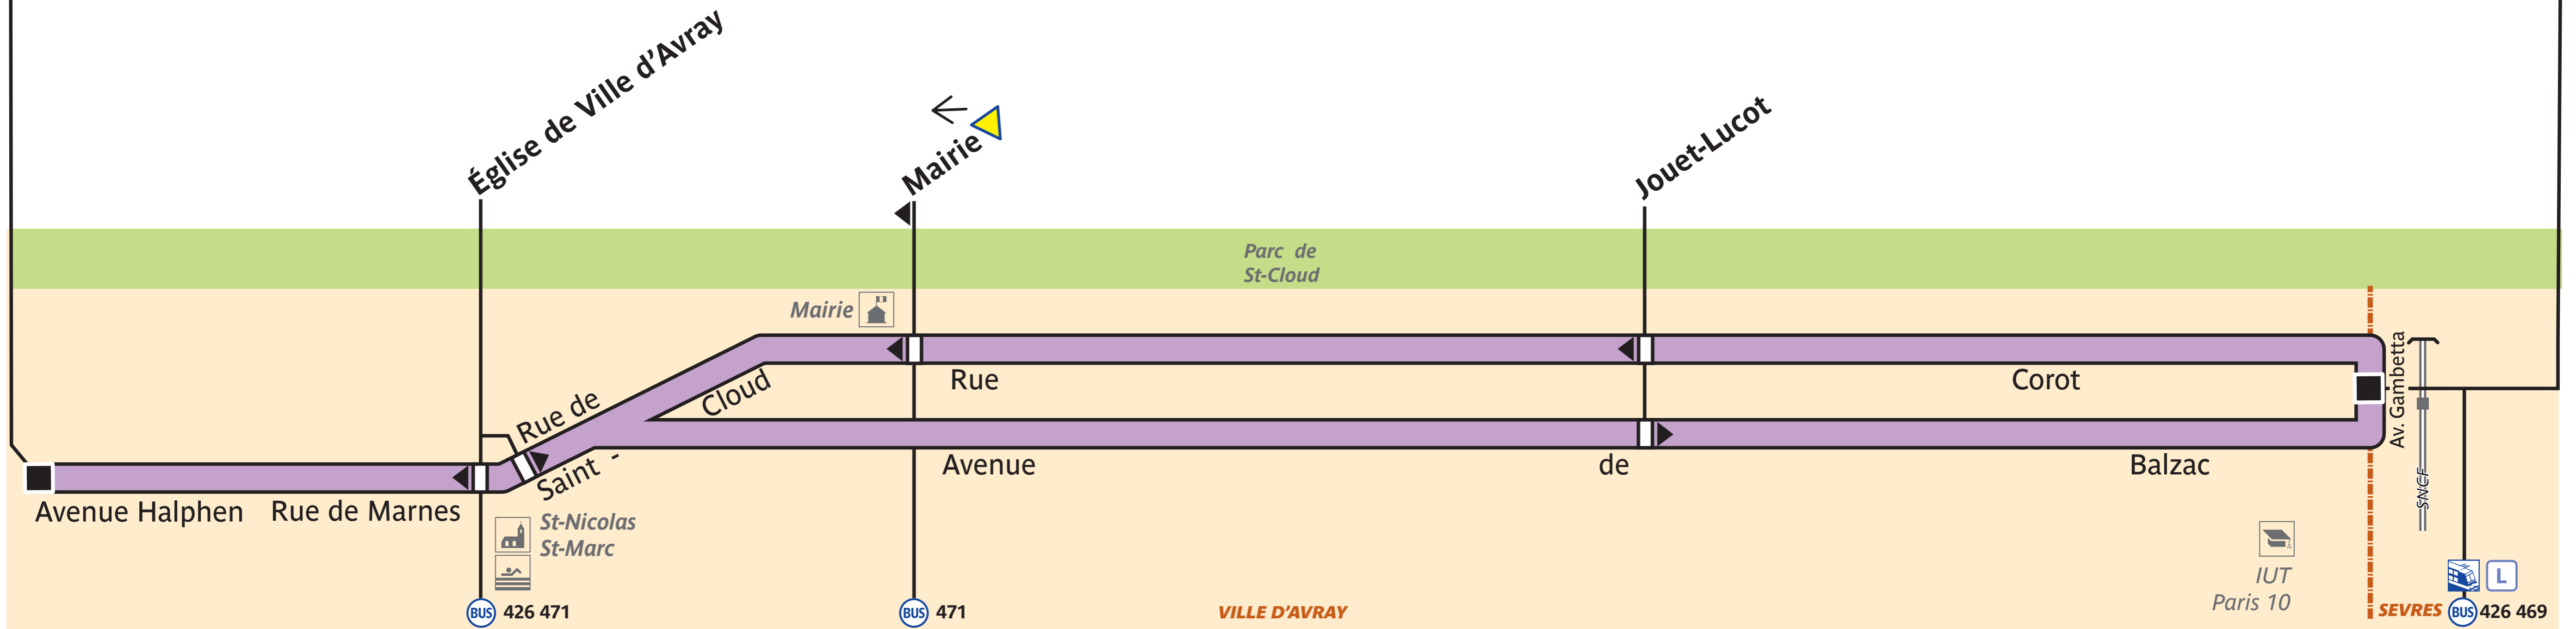 Église de Ville d'Avray
Mairie
Jouet-Lucot
Parc de
St-Cloud
Mairie
Rue
Corot
Av. Gambetta
Rue de
Cloud
Saint -
Avenue
de
Balzac
SNCF
Avenue Halphen
Rue de Marnes
St-Nicolas
St-Marc
IUT
Paris 10
L
BUS 426 471
BUS 471
VILLE D'AVRAY
SEVRES
BUS 426 469